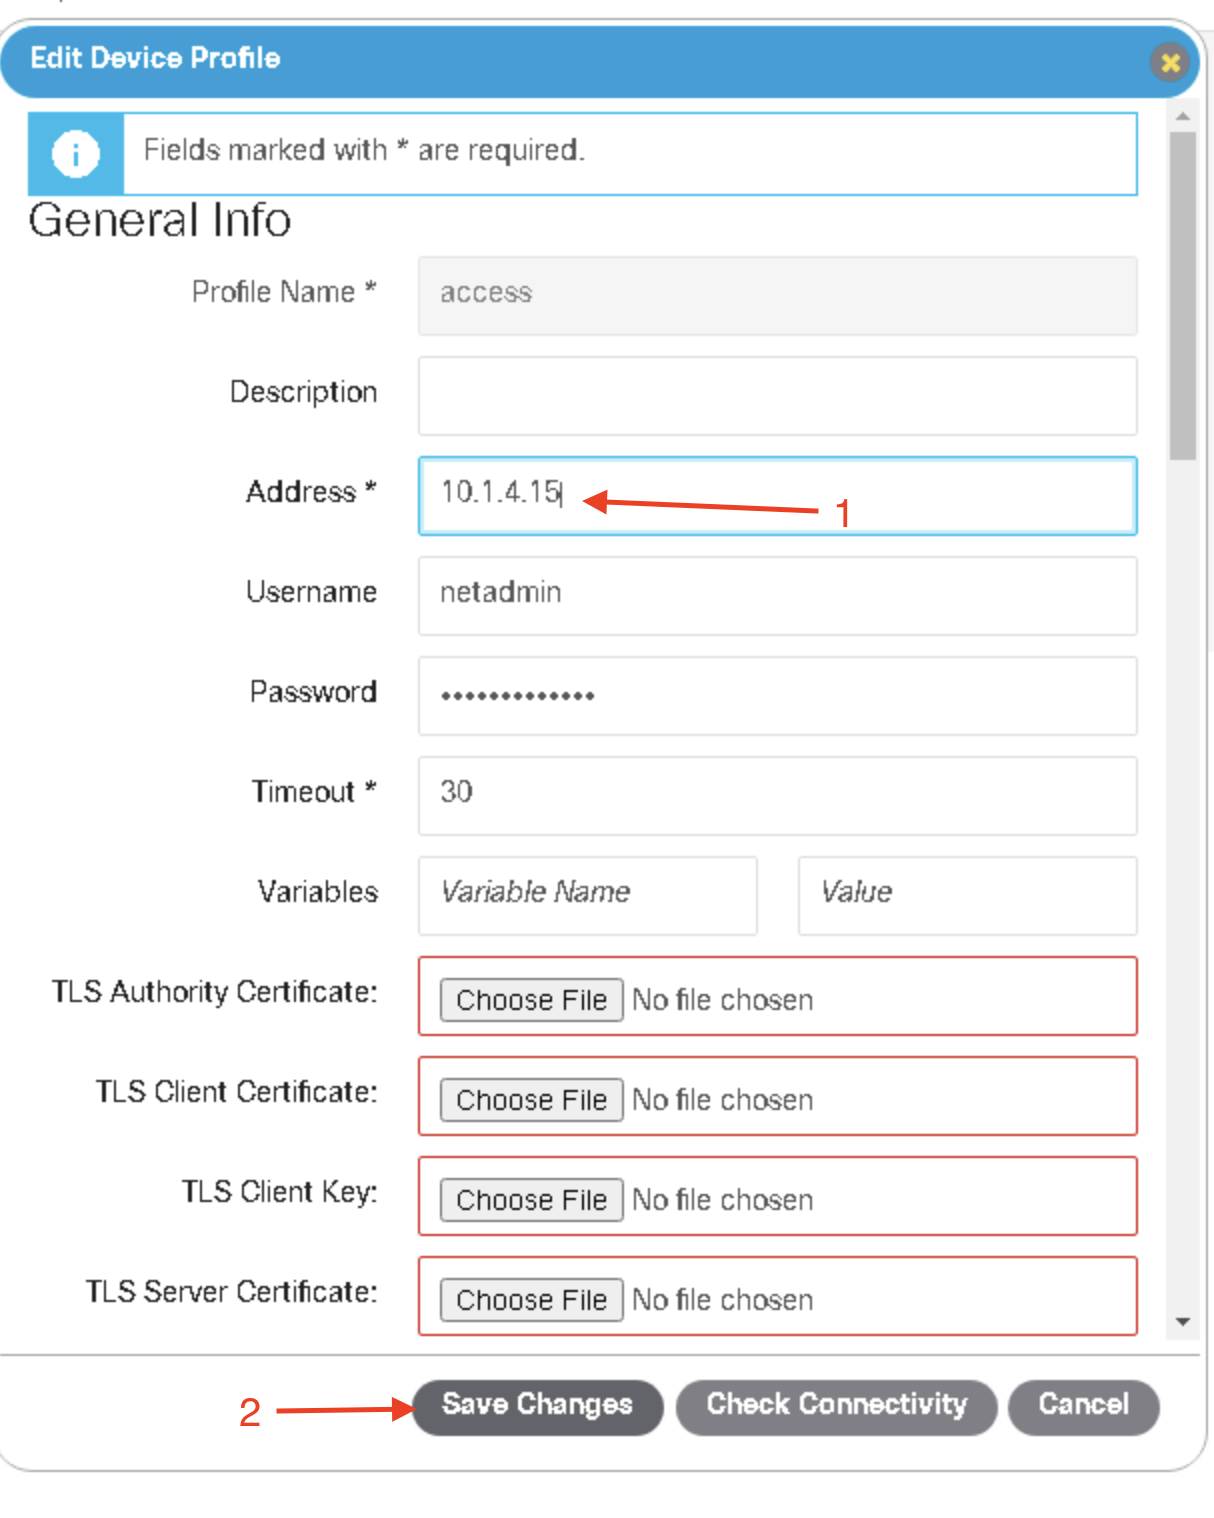 Edit Device Profile
i
Fields marked with * are required.
General Info
Profile Name * access
Description
Address * 10.1.4.15 1
Username netadmin
Password •••••••••••••
Timeout * 30
Variables Variable Name Value
TLS Authority Certificate: Choose File No file chosen
TLS Client Certificate: Choose File No file chosen
TLS Client Key: Choose File No file chosen
TLS Server Certificate: Choose File No file chosen
2 Save Changes Check Connectivity Cancel